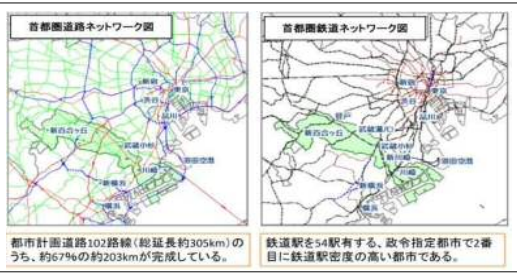 首都圏道路ネットワーク図
新宿
東京
渋谷
品川
新百合ヶ丘
武蔵小杉
川崎
羽田空港
新横浜
横浜
都市計画道路102路線(総延長約305km)の
うち、約67%の約203kmが完成している。
首都圏鉄道ネットワーク図
新宿
東京
渋谷
品川
登戸
新百合ヶ丘
武蔵溝ノ口
武蔵小杉
新川崎
川崎
羽田空港
新横浜
横浜
鉄道駅を54駅有する、政令指定都市で2番
目に鉄道駅密度の高い都市である。